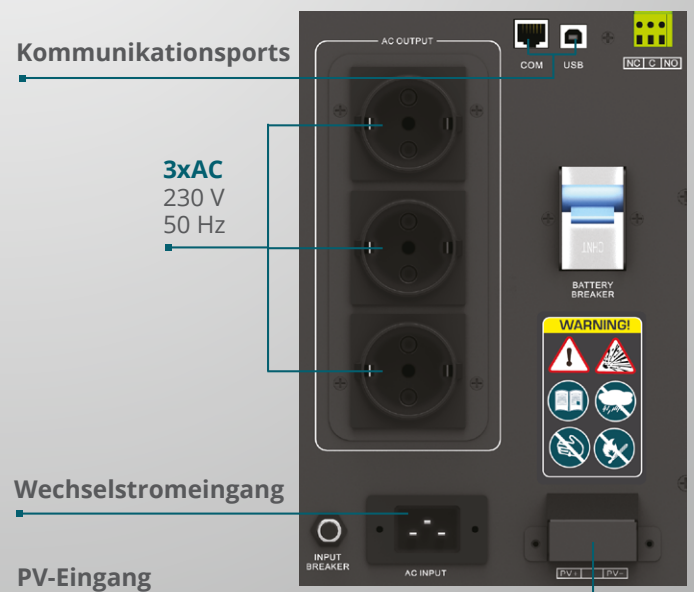 Kommunikationsports
AC OUTPUT
COM
USB
NC C NO
3xAC
230 V
50 Hz
BATTERY
BREAKER
WARNING!
Wechselstromeingang
INPUT
BREAKER
AC INPUT
PV-Eingang
PV+ PV-